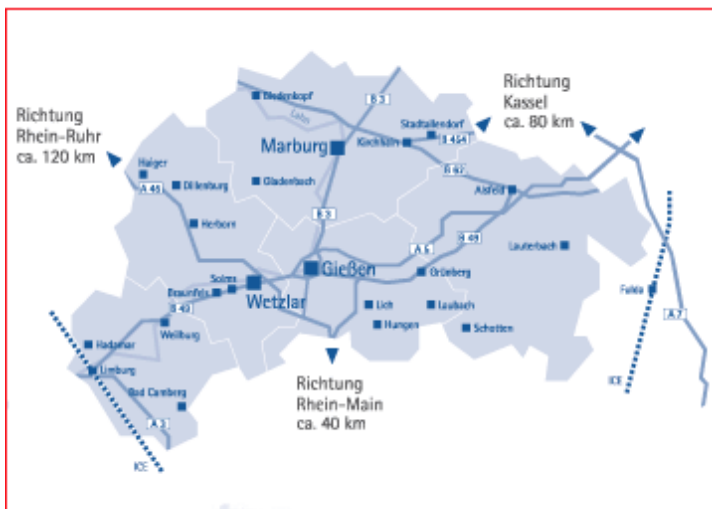 Richtung
Rhein-Ruhr
ca. 120 km
Richtung
Kassel
ca. 80 km
Biedenkopf
Lahn
B 3
Stadtallendorf
Kirchhain
B 454
Marburg
Haiger
A 45
Dillenburg
Gladenbach
B 62
Alsfeld
Herborn
B 3
A 5
B 49
Lauterbach
Gießen
Grünberg
Solms
Braunfels
Wetzlar
Fulda
B 49
Lich
Laubach
Weilburg
Hungen
Schotten
A 7
Hadamar
Limburg
Bad Camberg
Richtung
Rhein-Main
ca. 40 km
ICE
A 3
ICE